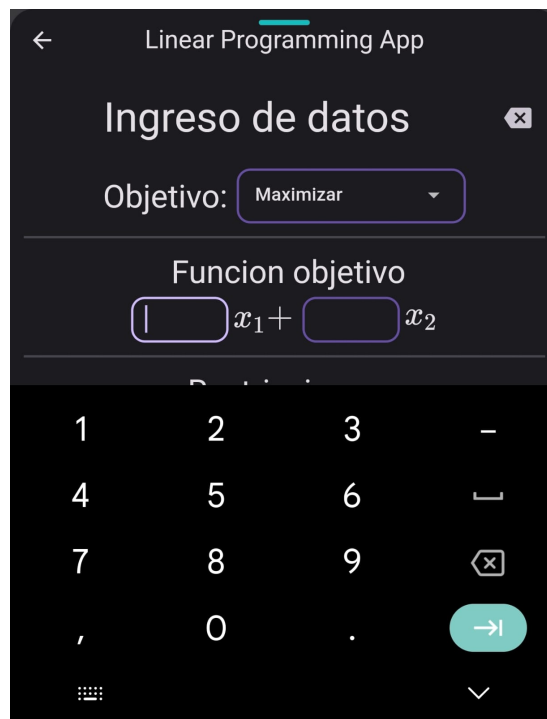 Linear Programming App
Ingreso de datos
Objetivo: Maximizar
Funcion objetivo
x₁+ x₂
1 2 3 –
4 5 6
7 8 9
, 0 .